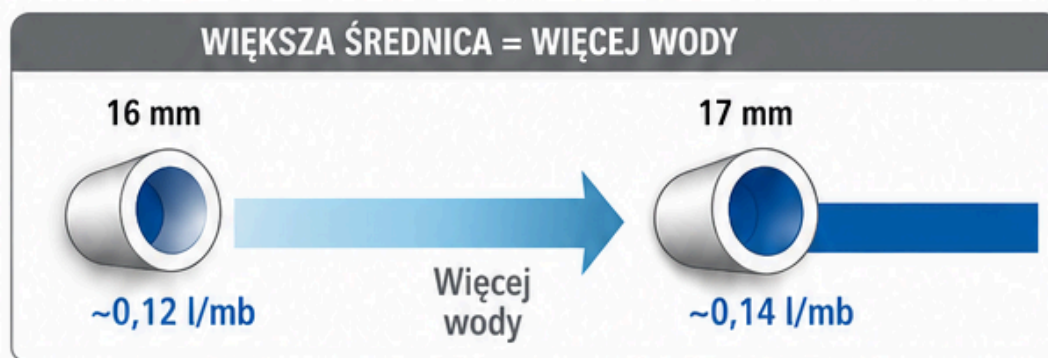 WIĘKSZA ŚREDNICA = WIĘCEJ WODY
16 mm
17 mm
Więcej
wody
~0,12 l/mb
~0,14 l/mb